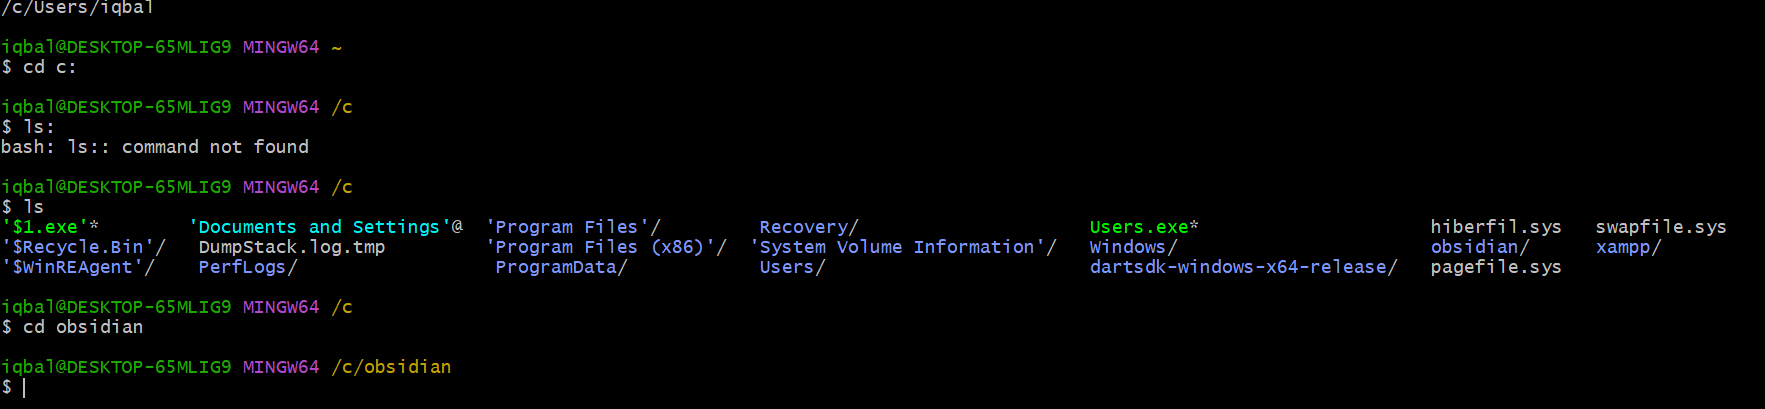 /c/Users/iqbal
iqbal@DESKTOP-65MLIG9 MINGW64 ~
$ cd c:
iqbal@DESKTOP-65MLIG9 MINGW64 /c
$ ls:
bash: ls:: command not found
iqbal@DESKTOP-65MLIG9 MINGW64 /c
$ ls
'$1.exe'* 'Documents and Settings'@ 'Program Files'/ Recovery/ Users.exe* hiberfil.sys swapfile.sys
'$Recycle.Bin'/ DumpStack.log.tmp 'Program Files (x86)'/ 'System Volume Information'/ Windows/ obsidian/ xampp/
'$WinREAgent'/ PerfLogs/ ProgramData/ Users/ dartsdk-windows-x64-release/ pagefile.sys
iqbal@DESKTOP-65MLIG9 MINGW64 /c
$ cd obsidian
iqbal@DESKTOP-65MLIG9 MINGW64 /c/obsidian
$